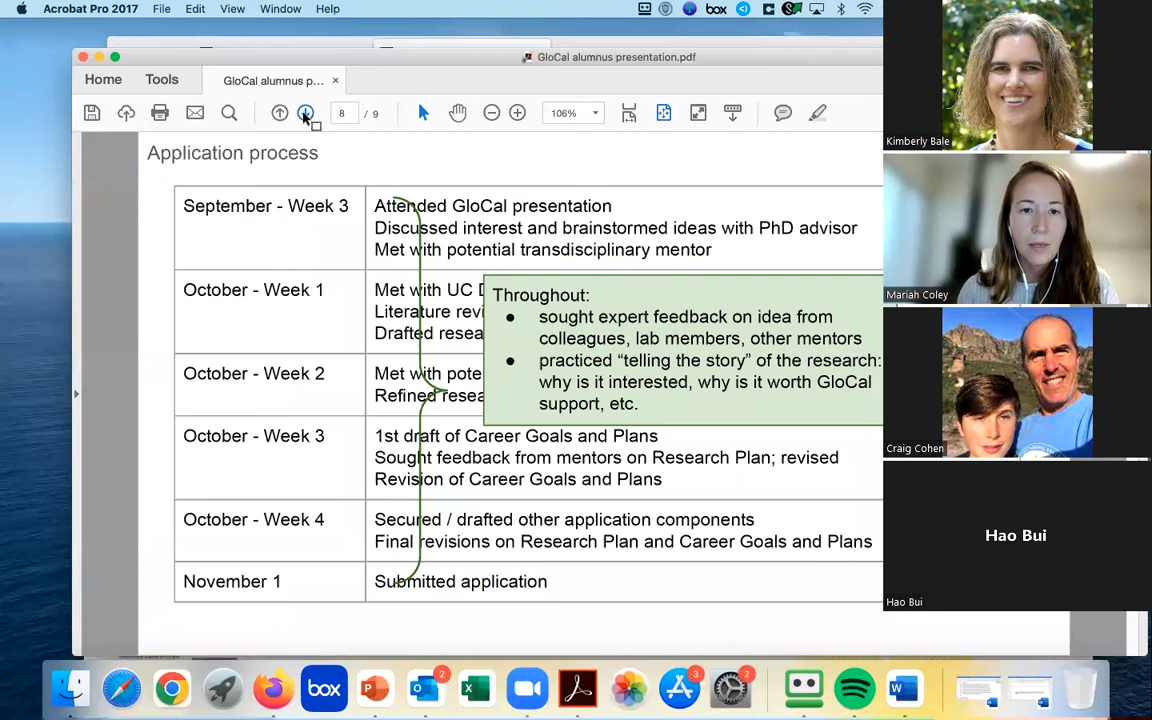 Acrobat Pro 2017 File Edit View Window Help
box
GloCal alumnus presentation.pdf
Home Tools GloCal alumnus p... ×
8 / 9 106%
Application process
September - Week 3
Attended GloCal presentation
Discussed interest and brainstormed ideas with PhD advisor
Met with potential transdisciplinary mentor
October - Week 1
Met with UC D
Literature revi
Drafted resea
Throughout:
● sought expert feedback on idea from
colleagues, lab members, other mentors
● practiced “telling the story” of the research:
why is it interested, why is it worth GloCal
support, etc.
October - Week 2
Met with pote
Refined resea
October - Week 3
1st draft of Career Goals and Plans
Sought feedback from mentors on Research Plan; revised
Revision of Career Goals and Plans
October - Week 4
Secured / drafted other application components
Final revisions on Research Plan and Career Goals and Plans
November 1
Submitted application
Kimberly Bale
Mariah Coley
Craig Cohen
Hao Bui
Hao Bui
box
2
3
2